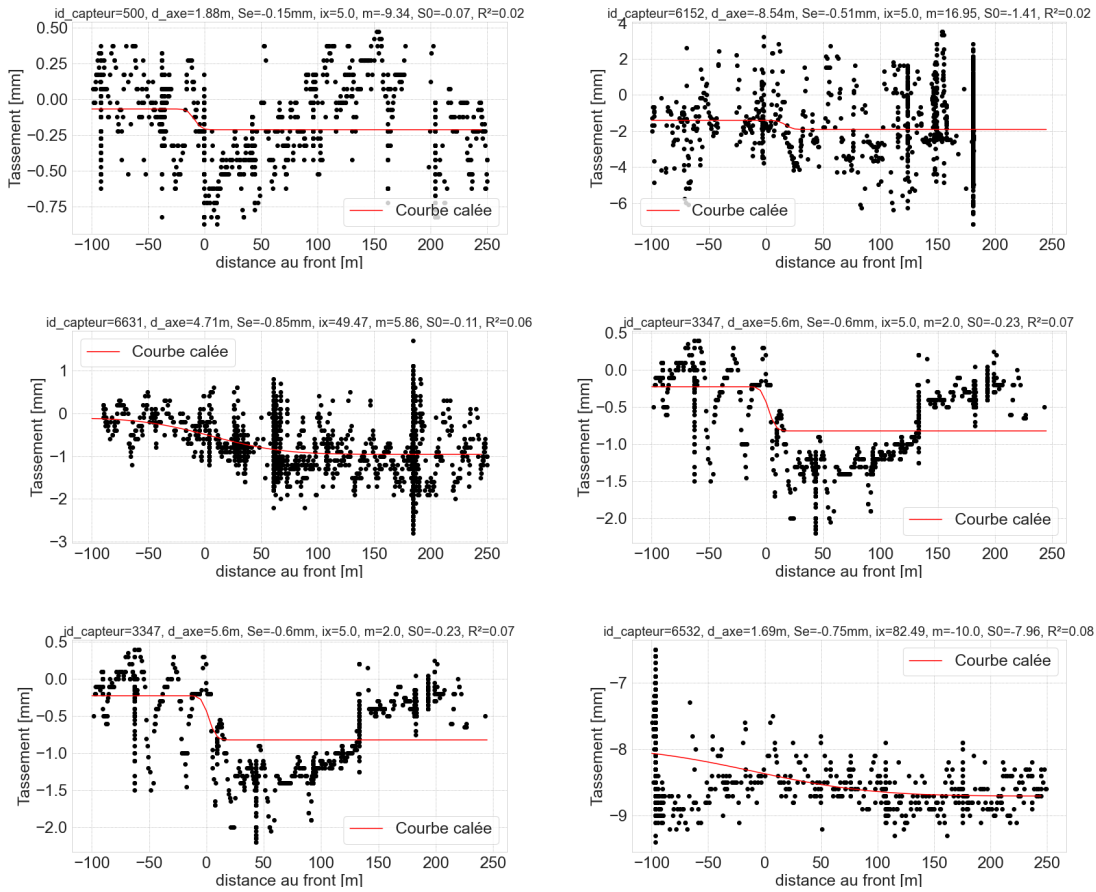 id_capteur=500, d_axe=1.88m, Se=-0.15mm, ix=5.0, m=-9.34, S0=-0.07, R²=0.02
0.50
0.25
0.00
−0.25
−0.50
−0.75
Tassement [mm]
Courbe calée
−100 −50 0 50 100 150 200 250
distance au front [m]
id_capteur=6152, d_axe=-8.54m, Se=-0.51mm, ix=5.0, m=16.95, S0=-1.41, R²=0.02
4
2
0
−2
−4
−6
Tassement [mm]
Courbe calée
−100 −50 0 50 100 150 200 250
distance au front [m]
id_capteur=6631, d_axe=4.71m, Se=-0.85mm, ix=49.47, m=5.86, S0=-0.11, R²=0.06
Courbe calée
1
0
−1
−2
−3
Tassement [mm]
−100 −50 0 50 100 150 200 250
distance au front [m]
id_capteur=3347, d_axe=5.6m, Se=-0.6mm, ix=5.0, m=2.0, S0=-0.23, R²=0.07
0.5
0.0
−0.5
−1.0
−1.5
−2.0
Tassement [mm]
Courbe calée
−100 −50 0 50 100 150 200 250
distance au front [m]
id_capteur=3347, d_axe=5.6m, Se=-0.6mm, ix=5.0, m=2.0, S0=-0.23, R²=0.07
0.5
0.0
−0.5
−1.0
−1.5
−2.0
Tassement [mm]
Courbe calée
−100 −50 0 50 100 150 200 250
distance au front [m]
id_capteur=6532, d_axe=1.69m, Se=-0.75mm, ix=82.49, m=-10.0, S0=-7.96, R²=0.08
Courbe calée
−7
−8
−9
Tassement [mm]
−100 −50 0 50 100 150 200 250
distance au front [m]